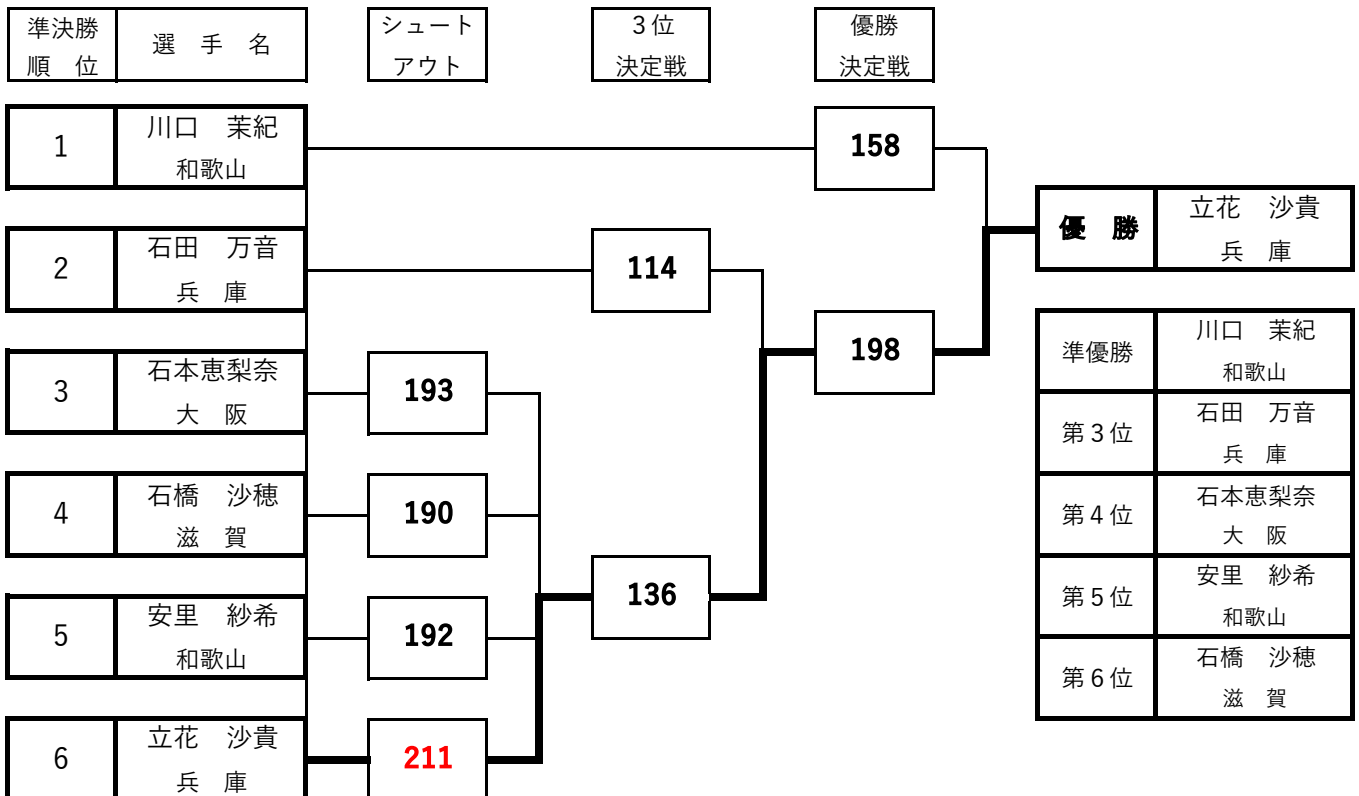 準決勝
順　位
選　手　名
シュート
アウト
３位
決定戦
優勝
決定戦
1
川口　茉紀
和歌山
158
2
石田　万音
兵　庫
114
優　勝
立花　沙貴
兵　庫
3
石本恵梨奈
大　阪
193
198
準優勝
川口　茉紀
和歌山
第３位
石田　万音
兵　庫
4
石橋　沙穂
滋　賀
190
第４位
石本恵梨奈
大　阪
5
安里　紗希
和歌山
192
136
第５位
安里　紗希
和歌山
6
立花　沙貴
兵　庫
211
第６位
石橋　沙穂
滋　賀